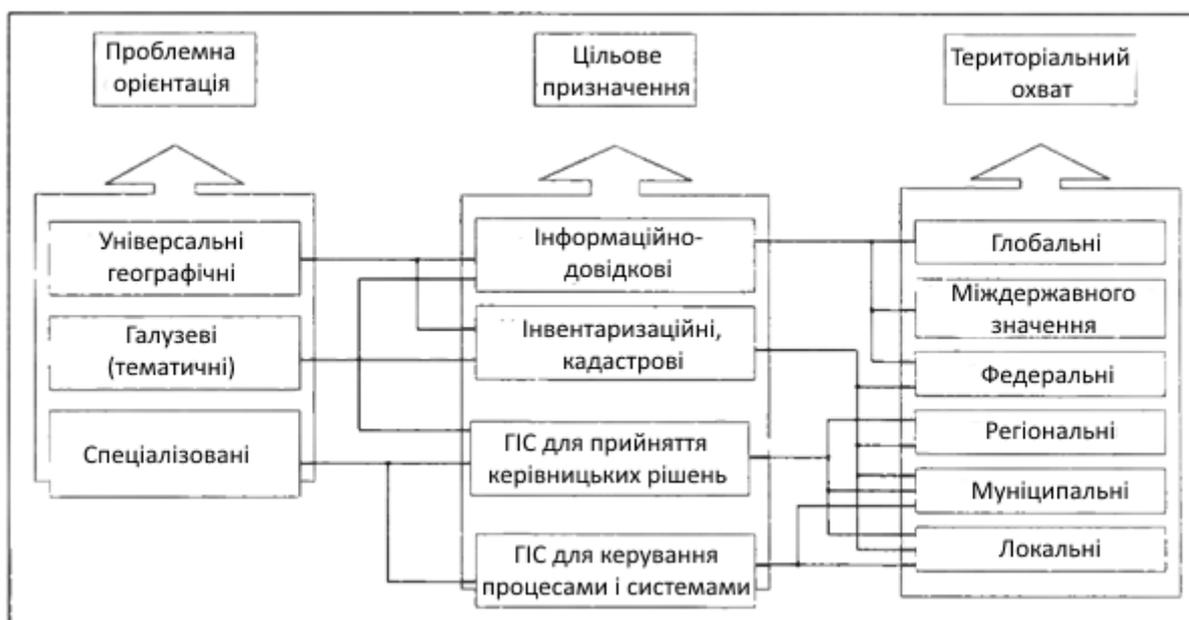 Проблемна
орієнтація
Цільове
призначення
Територіальний
охват
Універсальні
географічні
Галузеві
(тематичні)
Спеціалізовані
Інформаційно-
довідкові
Інвентаризаційні,
кадастрові
ГІС для прийняття
керівницьких рішень
ГІС для керування
процесами і системами
Глобальні
Міждержавного
значення
Федеральні
Регіональні
Муніципальні
Локальні